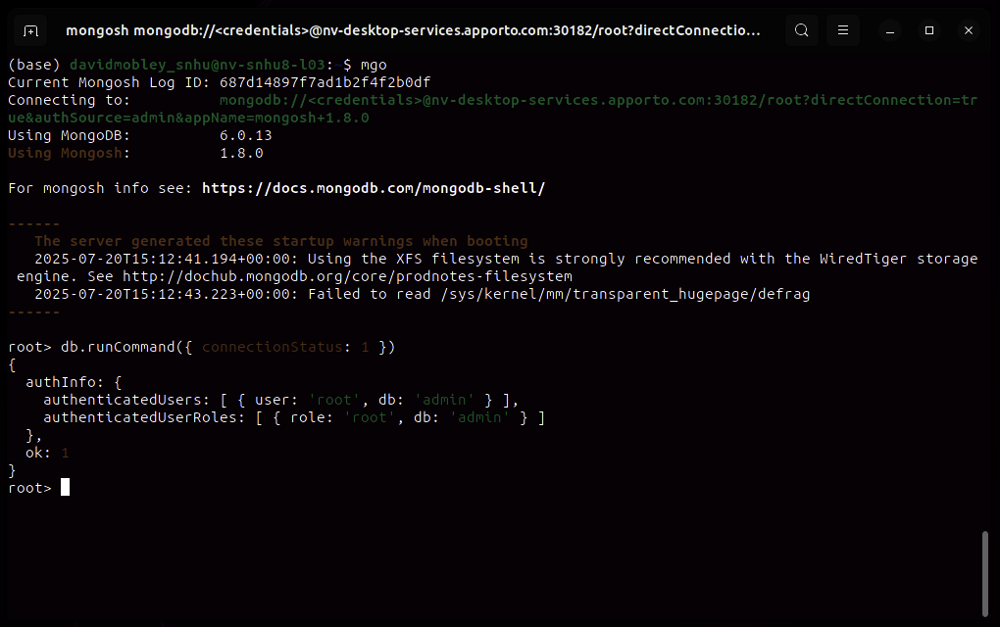 mongosh mongodb://<credentials>@nv-desktop-services.apporto.com:30182/root?directConnectio...
(base) davidmobley_snhu@nv-snhu8-l03:~$ mgo
Current Mongosh Log ID: 687d14897f7ad1b2f4f2b0df
Connecting to:          mongodb://<credentials>@nv-desktop-services.apporto.com:30182/root?directConnection=tr
ue&authSource=admin&appName=mongosh+1.8.0
Using MongoDB:          6.0.13
Using Mongosh:          1.8.0
For mongosh info see: https://docs.mongodb.com/mongodb-shell/
------
   The server generated these startup warnings when booting
   2025-07-20T15:12:41.194+00:00: Using the XFS filesystem is strongly recommended with the WiredTiger storage
 engine. See http://dochub.mongodb.org/core/prodnotes-filesystem
   2025-07-20T15:12:43.223+00:00: Failed to read /sys/kernel/mm/transparent_hugepage/defrag
------
root> db.runCommand({ connectionStatus: 1 })
{
  authInfo: {
    authenticatedUsers: [ { user: 'root', db: 'admin' } ],
    authenticatedUserRoles: [ { role: 'root', db: 'admin' } ]
  },
  ok: 1
}
root>